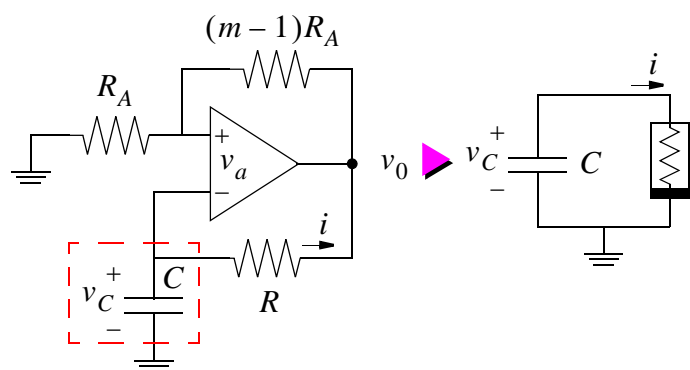 (m – 1)R_A
R_A
+
v_a
–
v_0
i
R
+
v_C
–
C
i
+
v_C
–
C